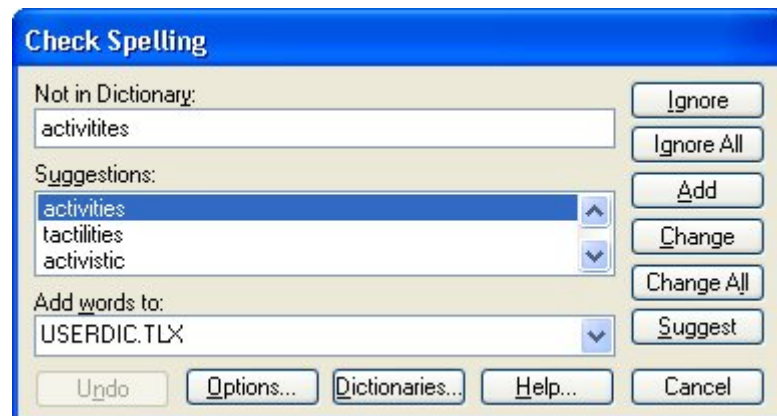 Check Spelling
Not in Dictionary:
activitites
Suggestions:
activities
tactilities
activistic
Add words to:
USERDIC.TLX
Ignore
Ignore All
Add
Change
Change All
Suggest
Undo
Options...
Dictionaries...
Help...
Cancel